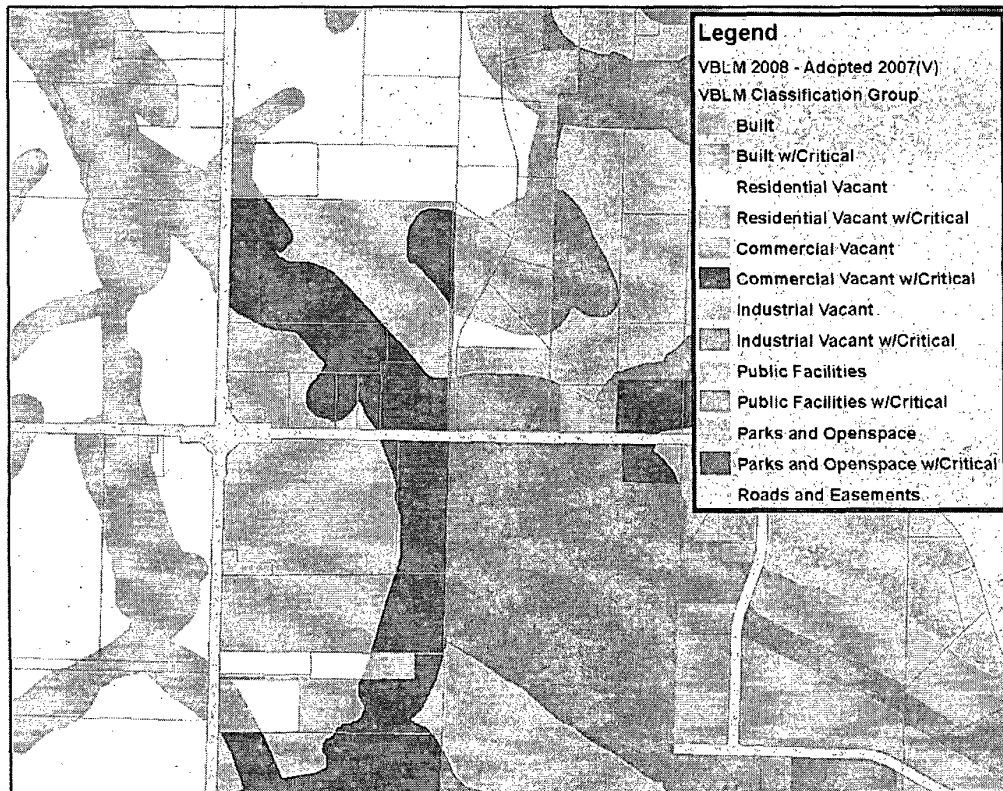 Legend
VBLM 2008 - Adopted 2007(V)
VBLM Classification Group
Built
Built w/Critical
Residential Vacant
Residential Vacant w/Critical
Commercial Vacant
Commercial Vacant w/Critical
Industrial Vacant
Industrial Vacant w/Critical
Public Facilities
Public Facilities w/Critical
Parks and Openspace
Parks and Openspace w/Critical
Roads and Easements